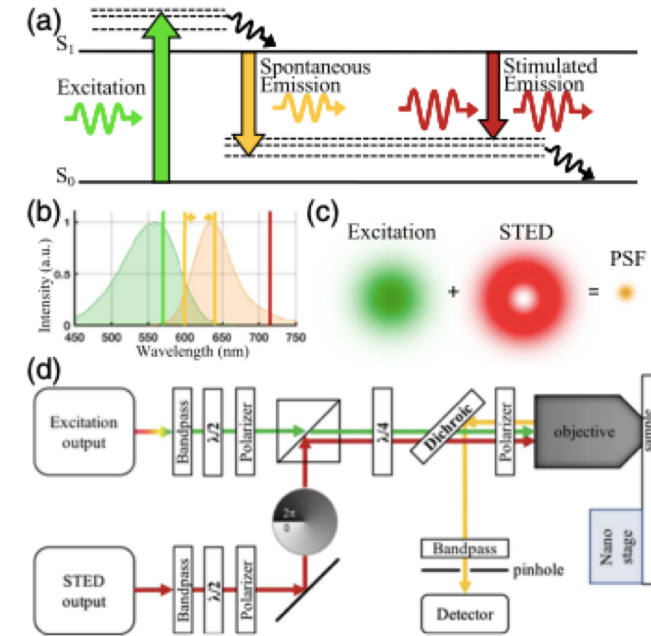 (a)
S₁
Excitation
Spontaneous
Emission
Stimulated
Emission
S₀
(b)
Intensity (a.u.)
1
0.5
0
450 500 550 600 650 700 750
Wavelength (nm)
(c)
Excitation
STED
PSF
+
=
(d)
Excitation
output
Bandpass
λ/2
Polarizer
λ/4
Dichroic
Polarizer
objective
sample
2π
0
STED
output
Bandpass
λ/2
Polarizer
Bandpass
pinhole
Detector
Nano
stage